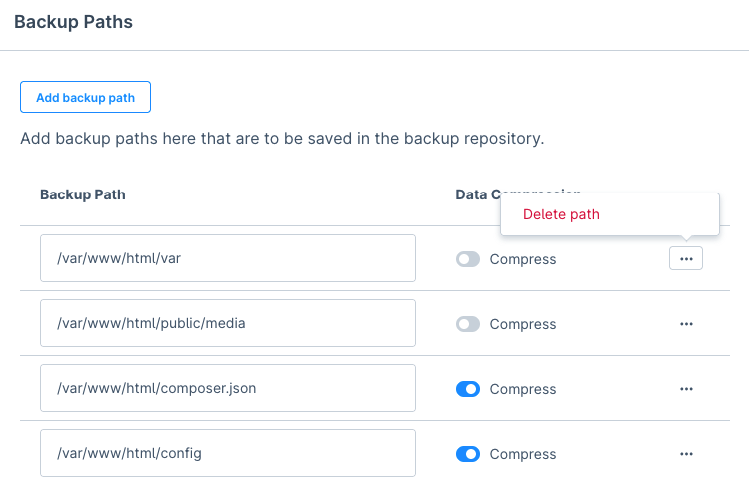 Backup Paths
Add backup path
Add backup paths here that are to be saved in the backup repository.
Backup Path Data Compression
Delete path
/var/www/html/var Compress
/var/www/html/public/media Compress
/var/www/html/composer.json Compress
/var/www/html/config Compress